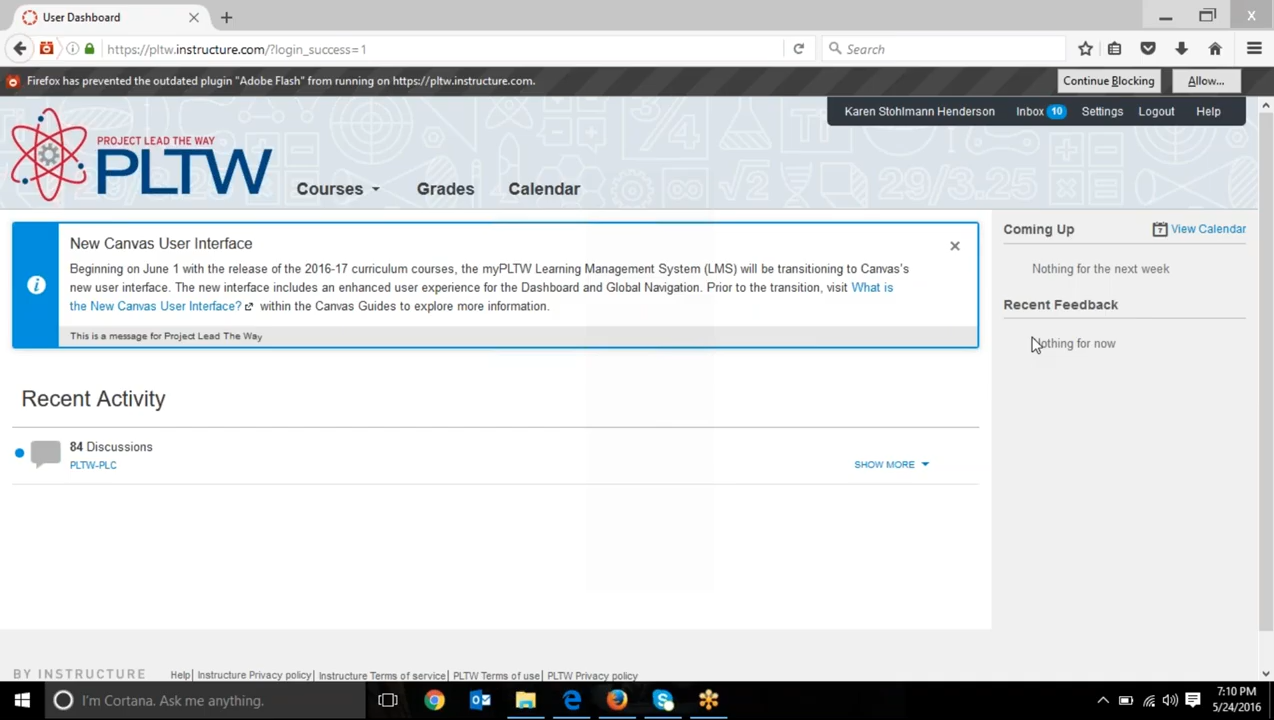 User Dashboard
https://pltw.instructure.com/?login_success=1
Search
Firefox has prevented the outdated plugin "Adobe Flash" from running on https://pltw.instructure.com.
Continue Blocking
Allow...
PROJECT LEAD THE WAY
PLTW
Karen Stohlmann Henderson
Inbox 10
Settings
Logout
Help
Courses
Grades
Calendar
New Canvas User Interface
Beginning on June 1 with the release of the 2016-17 curriculum courses, the myPLTW Learning Management System (LMS) will be transitioning to Canvas's
new user interface. The new interface includes an enhanced user experience for the Dashboard and Global Navigation. Prior to the transition, visit What is
the New Canvas User Interface? within the Canvas Guides to explore more information.
This is a message for Project Lead The Way
Coming Up
View Calendar
Nothing for the next week
Recent Feedback
Nothing for now
Recent Activity
84 Discussions
PLTW-PLC
SHOW MORE
BY INSTRUCTURE
Help| Instructure Privacy policy| Instructure Terms of service| PLTW Terms of use| PLTW Privacy policy
I'm Cortana. Ask me anything.
7:10 PM
5/24/2016